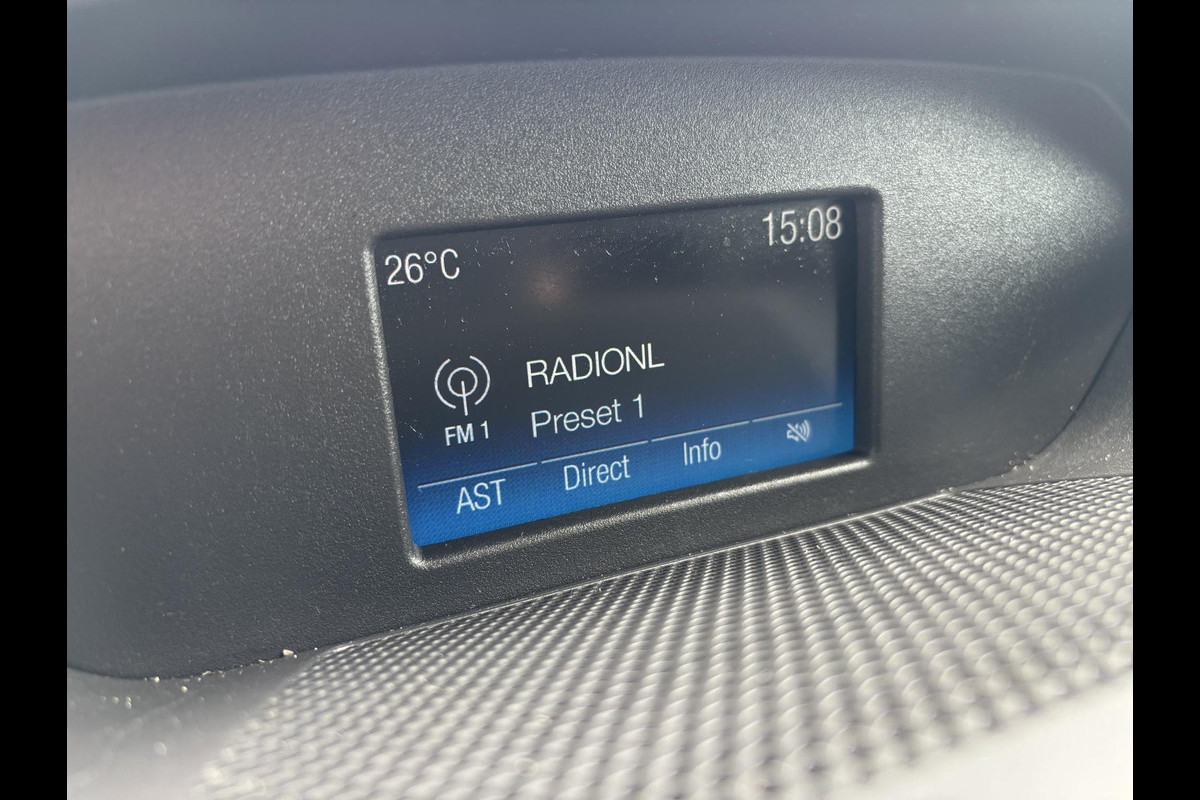 26°C 15:08
RADIONL
FM 1 Preset 1
AST Direct Info